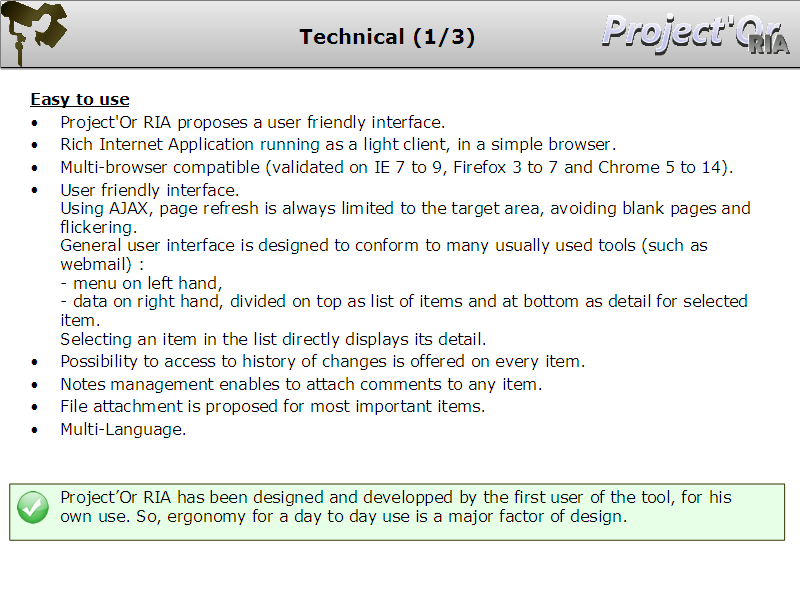 Technical (1/3)
Project'Or
RIA
Easy to use
• Project'Or RIA proposes a user friendly interface.
• Rich Internet Application running as a light client, in a simple browser.
• Multi-browser compatible (validated on IE 7 to 9, Firefox 3 to 7 and Chrome 5 to 14).
• User friendly interface.
Using AJAX, page refresh is always limited to the target area, avoiding blank pages and
flickering.
General user interface is designed to conform to many usually used tools (such as
webmail) :
- menu on left hand,
- data on right hand, divided on top as list of items and at bottom as detail for selected
item.
Selecting an item in the list directly displays its detail.
• Possibility to access to history of changes is offered on every item.
• Notes management enables to attach comments to any item.
• File attachment is proposed for most important items.
• Multi-Language.
Project’Or RIA has been designed and developped by the first user of the tool, for his
own use. So, ergonomy for a day to day use is a major factor of design.